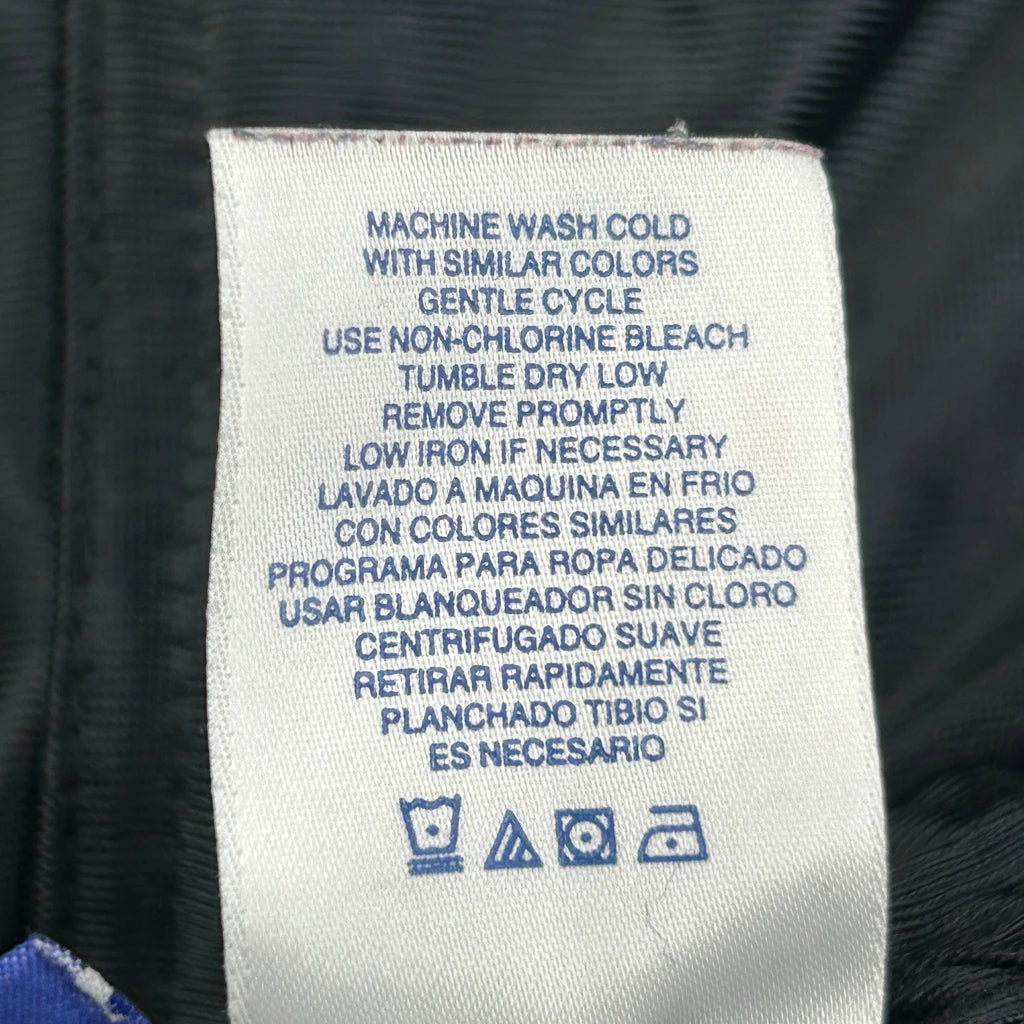 MACHINE WASH COLD
WITH SIMILAR COLORS
GENTLE CYCLE
USE NON-CHLORINE BLEACH
TUMBLE DRY LOW
REMOVE PROMPTLY
LOW IRON IF NECESSARY
LAVADO A MAQUINA EN FRIO
CON COLORES SIMILARES
PROGRAMA PARA ROPA DELICADO
USAR BLANQUEADOR SIN CLORO
CENTRIFUGADO SUAVE
RETIRAR RAPIDAMENTE
PLANCHADO TIBIO SI
ES NECESARIO